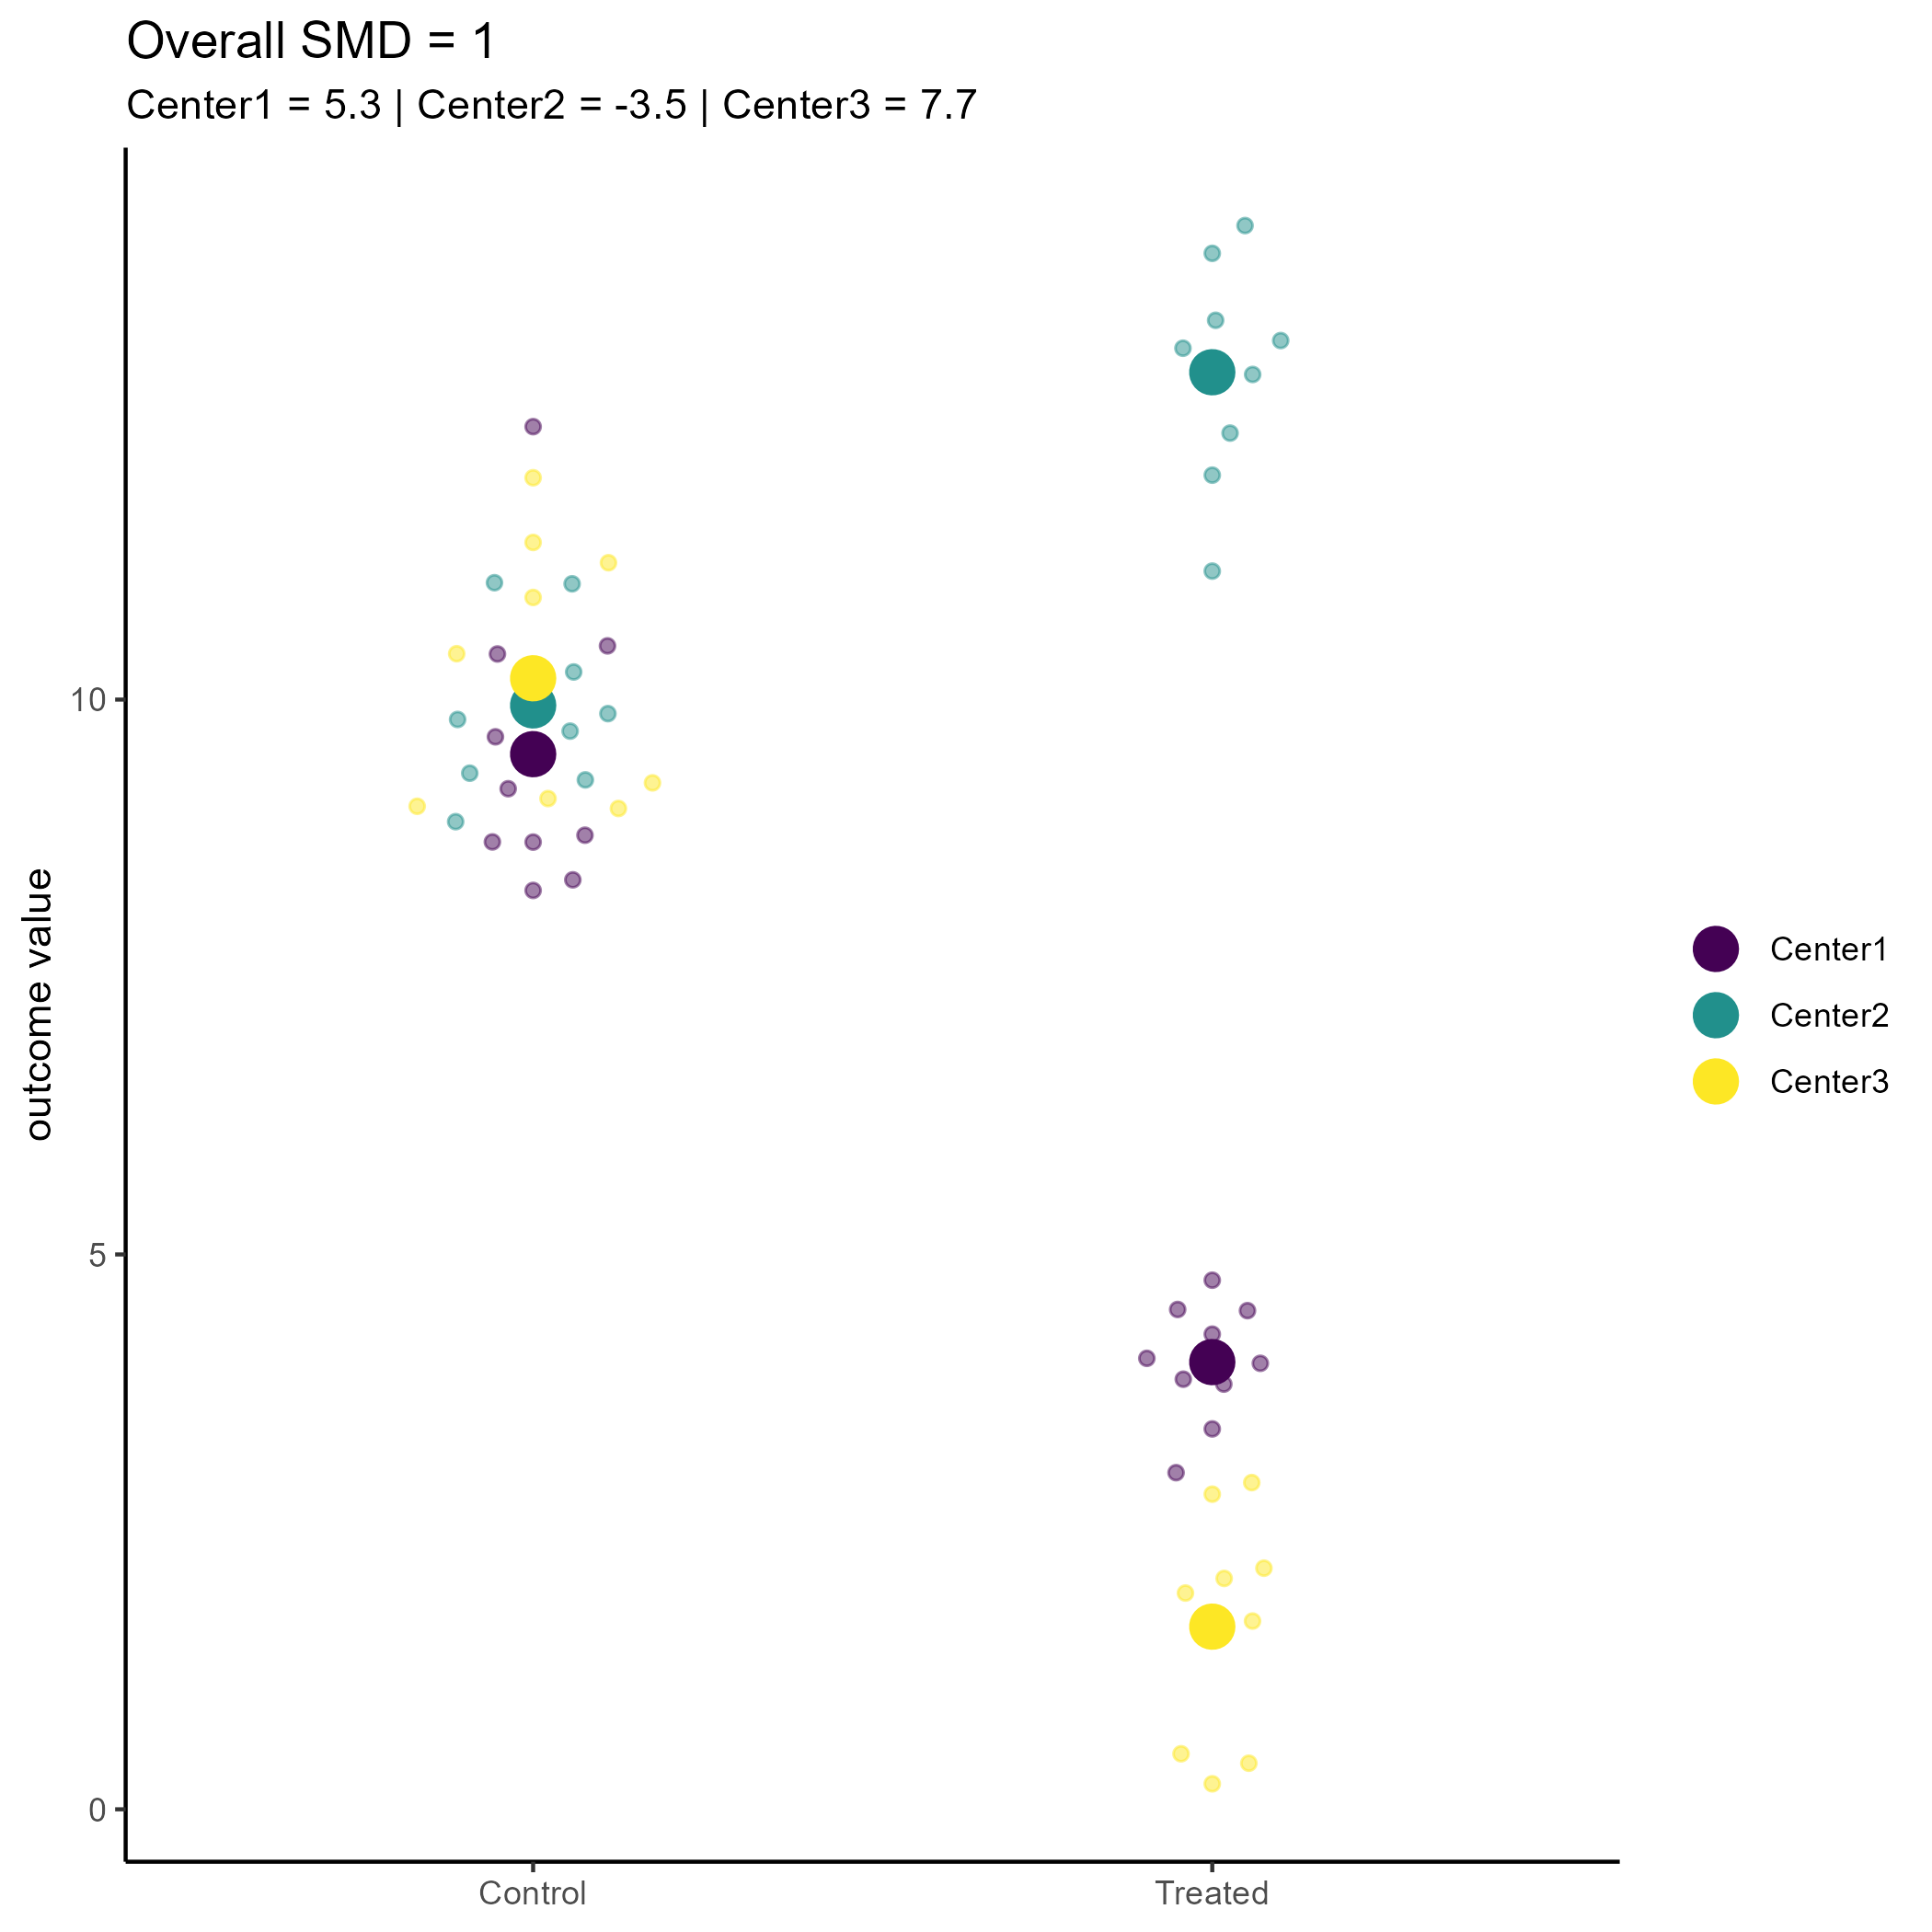 Overall SMD = 1
Center1 = 5.3 | Center2 = -3.5 | Center3 = 7.7
outcome value
10
5
0
Control
Treated
Center1
Center2
Center3